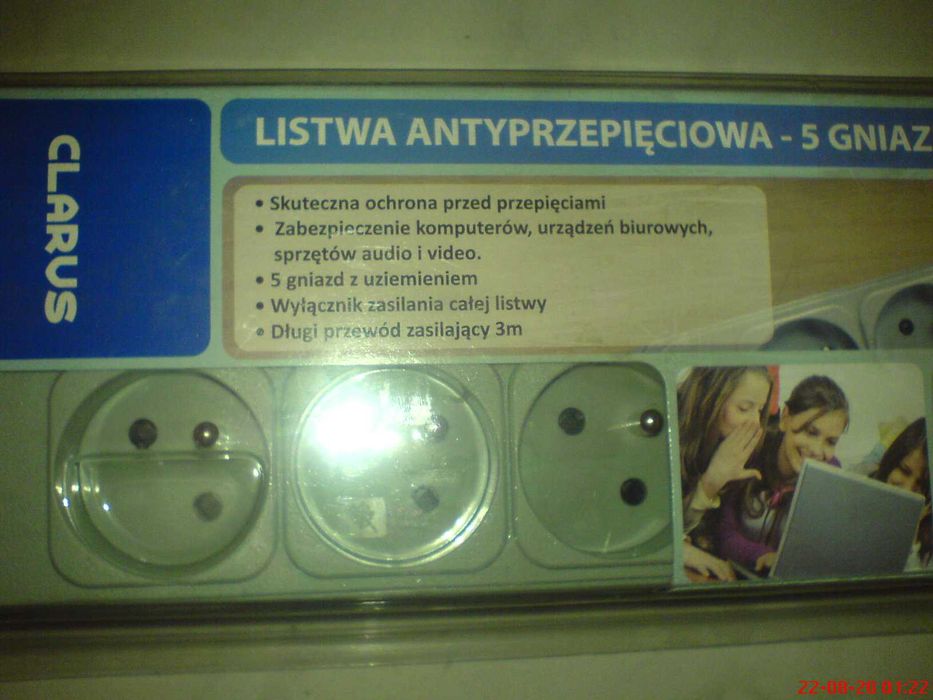 CLARUS
LISTWA ANTYPRZEPIĘCIOWA - 5 GNIAZ
• Skuteczna ochrona przed przepięciami
• Zabezpieczenie komputerów, urządzeń biurowych,
sprzętów audio i video.
• 5 gniazd z uziemieniem
• Wyłącznik zasilania całej listwy
• Długi przewód zasilający 3m
22-08-20 01:22